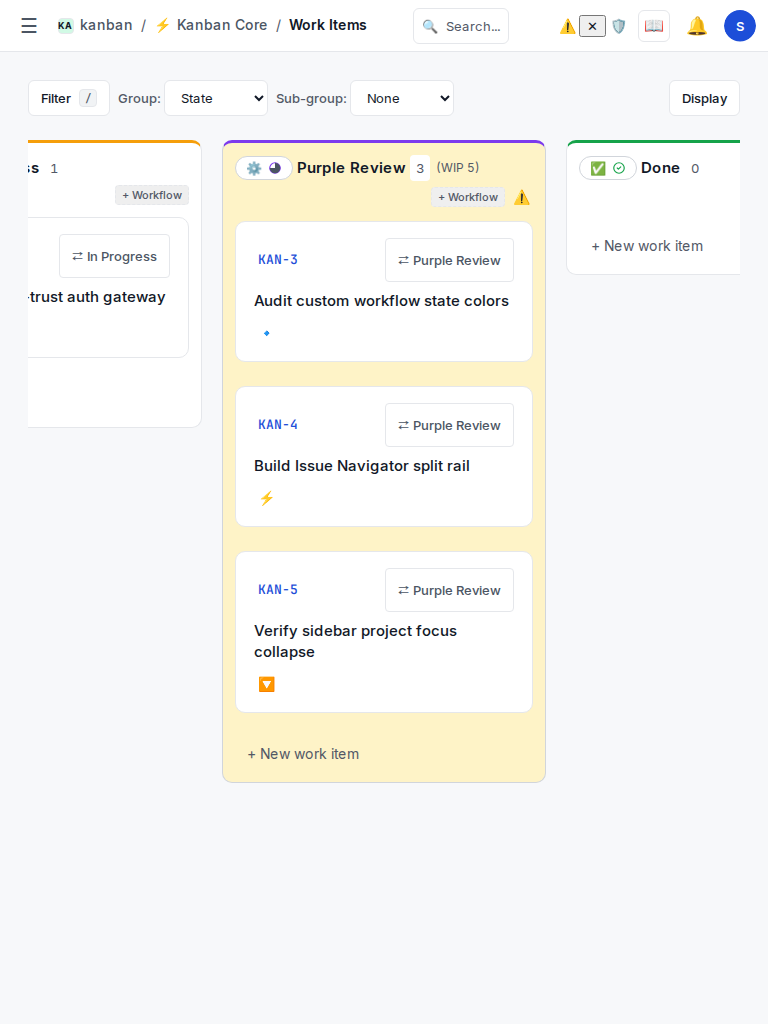 ☰ KA kanban / ⚡ Kanban Core / Work Items 🔍 Search... ⚠️ ✕ 🛡️ 📖 🔔 S
Filter / Group: State Sub-group: None Display
ss 1
+ Workflow
⇄ In Progress
-trust auth gateway
Purple Review 3 (WIP 5)
+ Workflow ⚠️
KAN-3 ⇄ Purple Review
Audit custom workflow state colors
🔹
KAN-4 ⇄ Purple Review
Build Issue Navigator split rail
⚡
KAN-5 ⇄ Purple Review
Verify sidebar project focus
collapse
🔽
+ New work item
Done 0
+ New work item